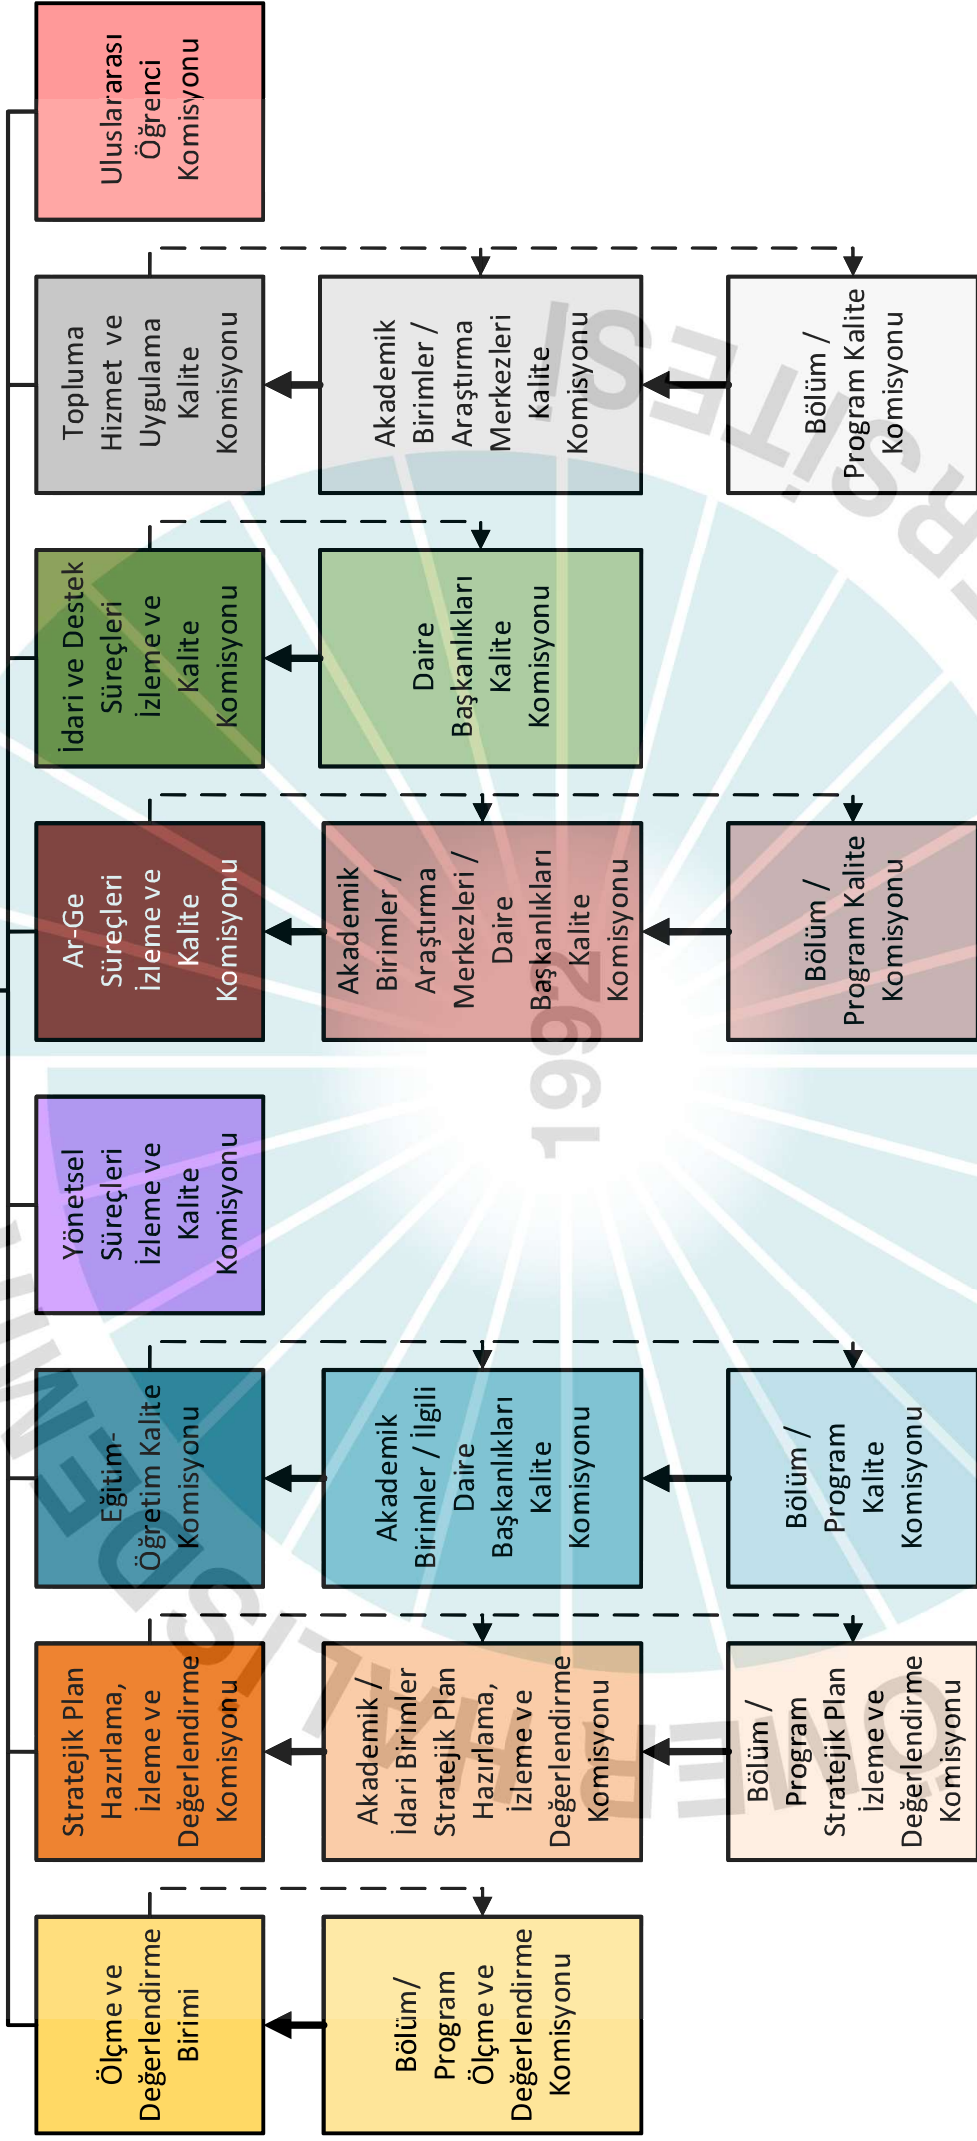 Ölçme ve
Değerlendirme
Birimi
Stratejik Plan
Hazırlama,
İzleme ve
Değerlendirme
Komisyonu
Eğitim-
Öğretim Kalite
Komisyonu
Yönetsel
Süreçleri
İzleme ve
Kalite
Komisyonu
Ar-Ge
Süreçleri
İzleme ve
Kalite
Komisyonu
İdari ve Destek
Süreçleri
İzleme ve
Kalite
Komisyonu
Topluma
Hizmet ve
Uygulama
Kalite
Komisyonu
Uluslararası
Öğrenci
Komisyonu
Bölüm/
Program
Ölçme ve
Değerlendirme
Komisyonu
Akademik /
İdari Birimler
Stratejik Plan
Hazırlama,
İzleme ve
Değerlendirme
Komisyonu
Akademik
Birimler / İlgili
Daire
Başkanlıkları
Kalite
Komisyonu
Akademik
Birimler /
Araştırma
Merkezleri /
Daire
Başkanlıkları
Kalite
Komisyonu
Daire
Başkanlıkları
Kalite
Komisyonu
Akademik
Birimler /
Araştırma
Merkezleri
Kalite
Komisyonu
Bölüm /
Program
Stratejik Plan
İzleme ve
Değerlendirme
Komisyonu
Bölüm /
Program
Kalite
Komisyonu
Bölüm /
Program Kalite
Komisyonu
Bölüm /
Program Kalite
Komisyonu
1992
ÖMER HALİSDEMİR